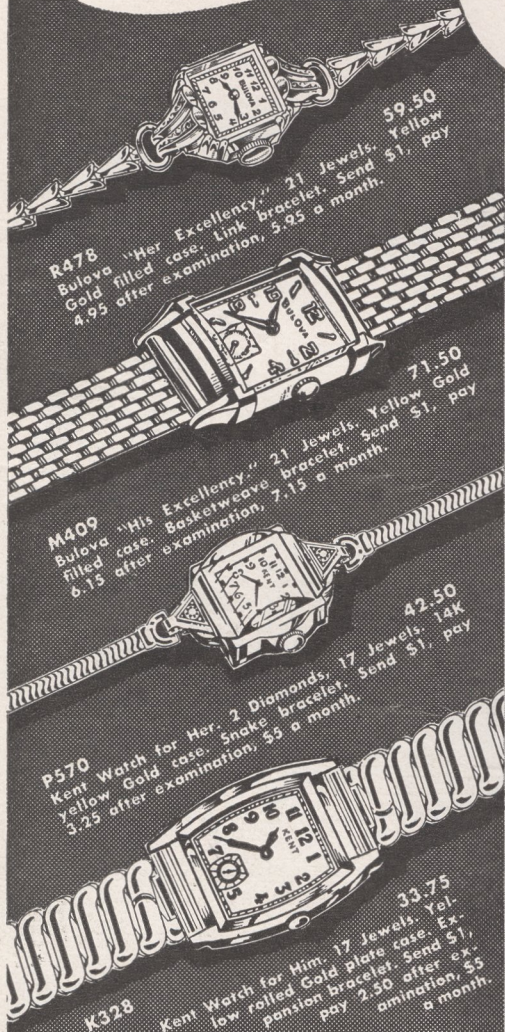 BULOVA
59.50
R478
Bulova "Her Excellency." 21 Jewels. Yellow
Gold filled case. Link bracelet. Send $1, pay
4.95 after examination, 5.95 a month.
BULOVA
71.50
M409
Bulova "His Excellency." 21 Jewels. Yellow Gold
filled case. Basketweave bracelet. Send $1, pay
6.15 after examination, 7.15 a month.
KENT
42.50
P570
Kent Watch for Her. 2 Diamonds, 17 Jewels. 14K
yellow Gold case. Snake bracelet. Send $1, pay
3.25 after examination, $5 a month.
KENT
33.75
K328
Kent Watch for Him. 17 Jewels. Yel-
low rolled Gold plate case. Ex-
pansion bracelet. Send $1,
pay 2.50 after ex-
amination, $5
a month.